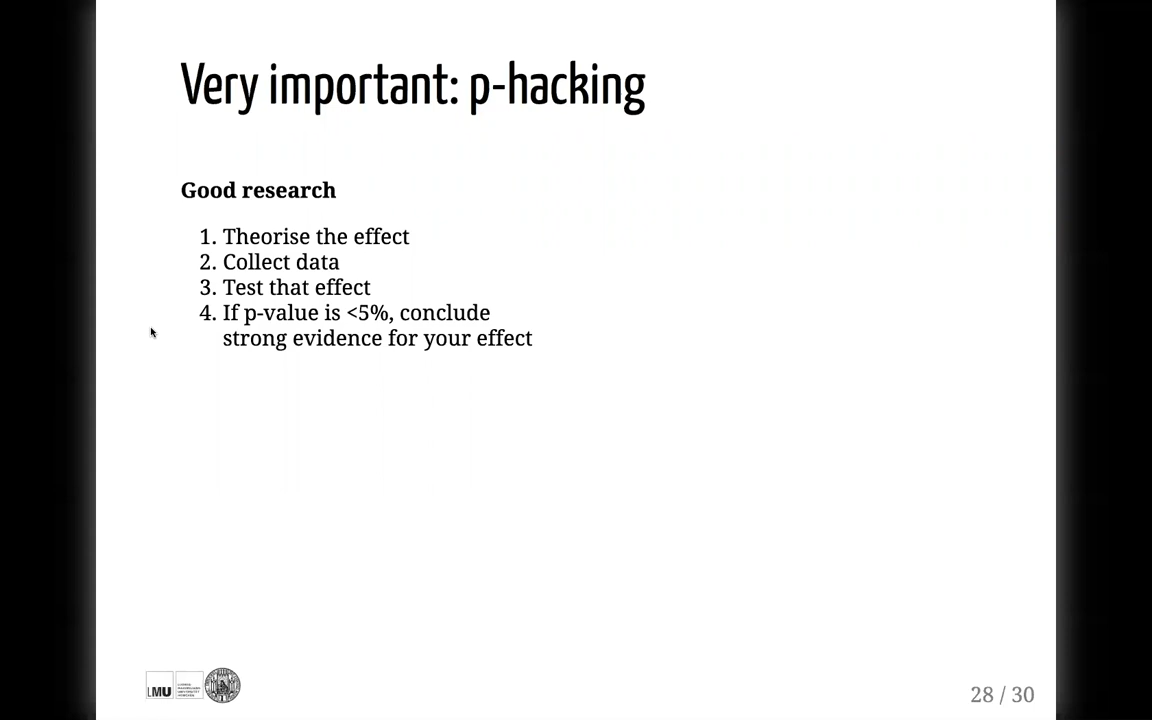 Very important: p-hacking
Good research
1. Theorise the effect
2. Collect data
3. Test that effect
4. If p-value is <5%, conclude
strong evidence for your effect
LMU
28 / 30